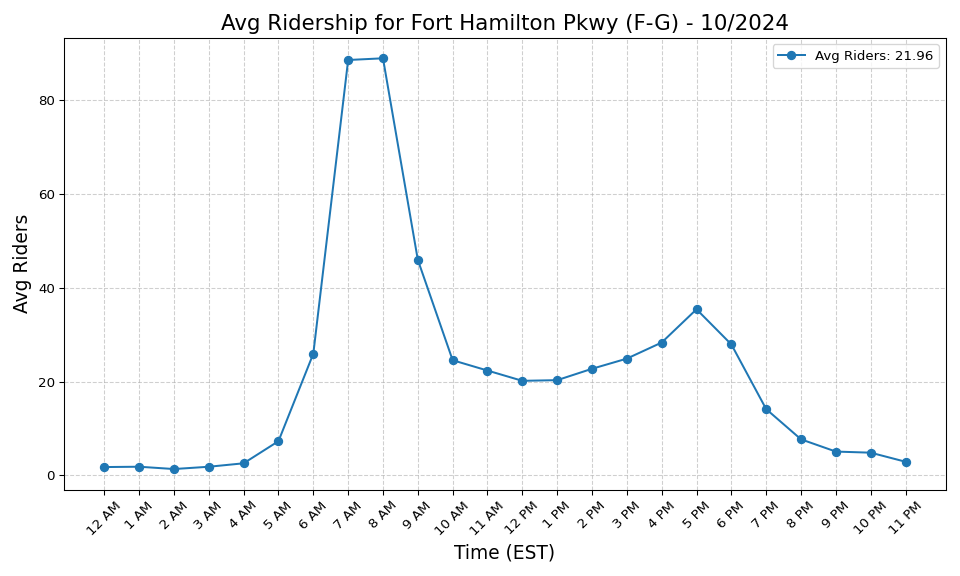 Avg Ridership for Fort Hamilton Pkwy (F-G) - 10/2024
Avg Riders: 21.96
Avg Riders
80
60
40
20
0
12 AM
1 AM
2 AM
3 AM
4 AM
5 AM
6 AM
7 AM
8 AM
9 AM
10 AM
11 AM
12 PM
1 PM
2 PM
3 PM
4 PM
5 PM
6 PM
7 PM
8 PM
9 PM
10 PM
11 PM
Time (EST)